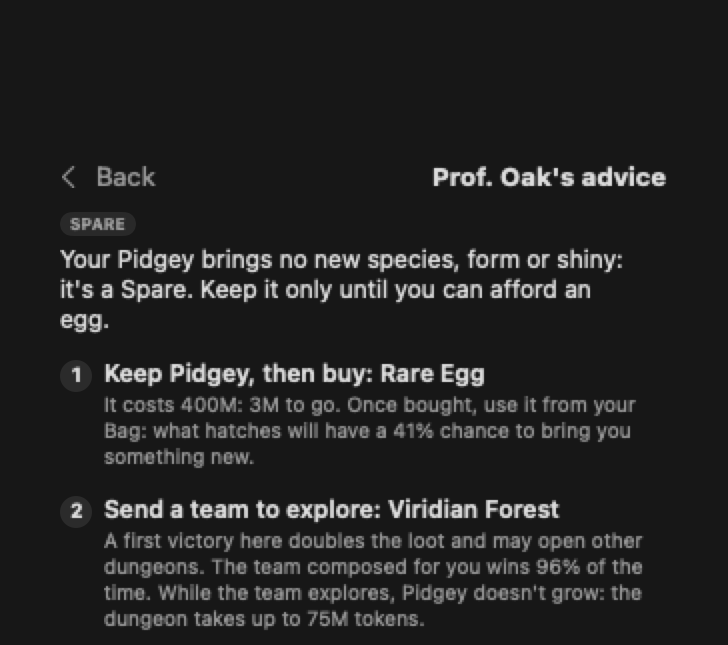 Back
Prof. Oak's advice
SPARE
Your Pidgey brings no new species, form or shiny:
it's a Spare. Keep it only until you can afford an
egg.
1 Keep Pidgey, then buy: Rare Egg
It costs 400M: 3M to go. Once bought, use it from your
Bag: what hatches will have a 41% chance to bring you
something new.
2 Send a team to explore: Viridian Forest
A first victory here doubles the loot and may open other
dungeons. The team composed for you wins 96% of the
time. While the team explores, Pidgey doesn't grow: the
dungeon takes up to 75M tokens.